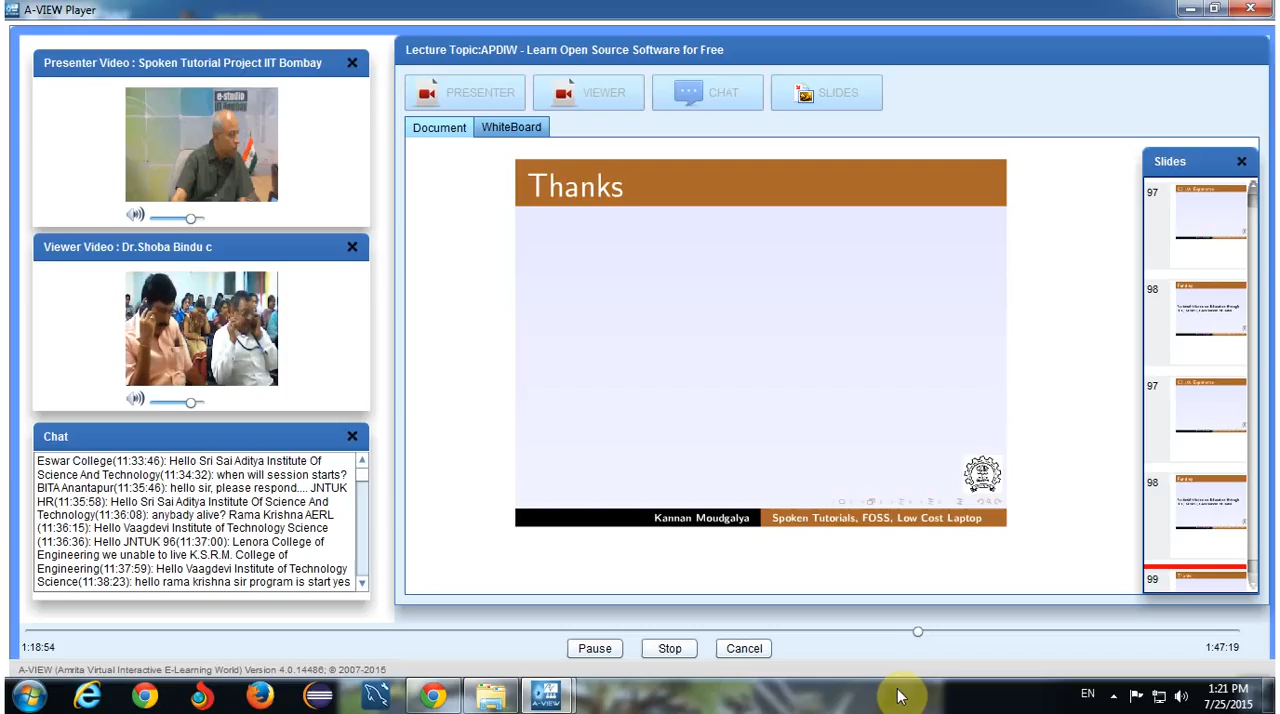 A-VIEW Player
Presenter Video : Spoken Tutorial Project IIT Bombay
e-studio
Viewer Video : Dr.Shoba Bindu c
Chat
Eswar College(11:33:46): Hello Sri Sai Aditya Institute Of
Science And Technology(11:34:32): when will session starts?
BITA Anantapur(11:35:46): hello sir, please respond.... JNTUK
HR(11:35:58): Hello Sri Sai Aditya Institute Of Science And
Technology(11:36:08): anybady alive? Rama Krishna AERL
(11:36:15): Hello Vaagdevi Institute of Technology Science
(11:36:36): Hello JNTUK 96(11:37:00): Lenora College of
Engineering we unable to live K.S.R.M. College of
Engineering(11:37:59): Hello Vaagdevi Institute of Technology
Science(11:38:23): hello rama krishna sir program is start yes
Lecture Topic:APDIW - Learn Open Source Software for Free
PRESENTER VIEWER CHAT SLIDES
Document WhiteBoard
Thanks
Kannan Moudgalya Spoken Tutorials, FOSS, Low Cost Laptop
Slides
97
98
97
98
99
Thanks
1:18:54
Pause Stop Cancel
1:47:19
A-VIEW (Amrita Virtual Interactive E-Learning World) Version 4.0.14486; © 2007-2015
A-VIEW
EN
1:21 PM
7/25/2015